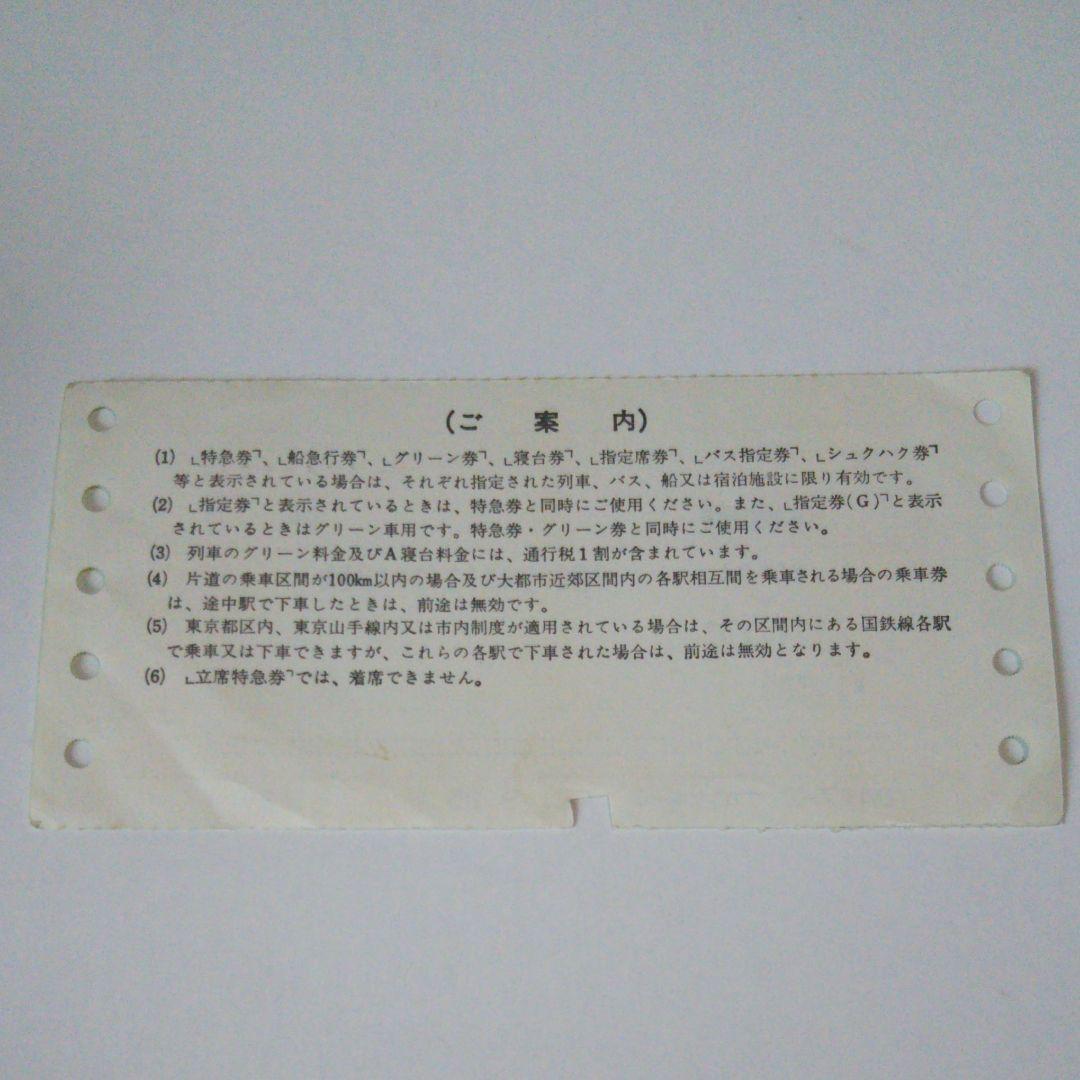 (ご案内)
(1) 「特急券」、「船急行券」、「グリーン券」、「寝台券」、「指定席券」、「バス指定券」、「シュクハク券」
等と表示されている場合は、それぞれ指定された列車、バス、船又は宿泊施設に限り有効です。
(2) 「指定券」と表示されているときは、特急券と同時にご使用ください。また、「指定券(G)」と表示
されているときはグリーン車用です。特急券・グリーン券と同時にご使用ください。
(3) 列車のグリーン料金及びA寝台料金には、通行税1割が含まれています。
(4) 片道の乗車区間が100km以内の場合及び大都市近郊区間内の各駅相互間を乗車される場合の乗車券
は、途中駅で下車したときは、前途は無効です。
(5) 東京都区内、東京山手線内又は市内制度が適用されている場合は、その区間内にある国鉄線各駅
で乗車又は下車できますが、これらの各駅で下車された場合は、前途は無効となります。
(6) 「立席特急券」では、着席できません。